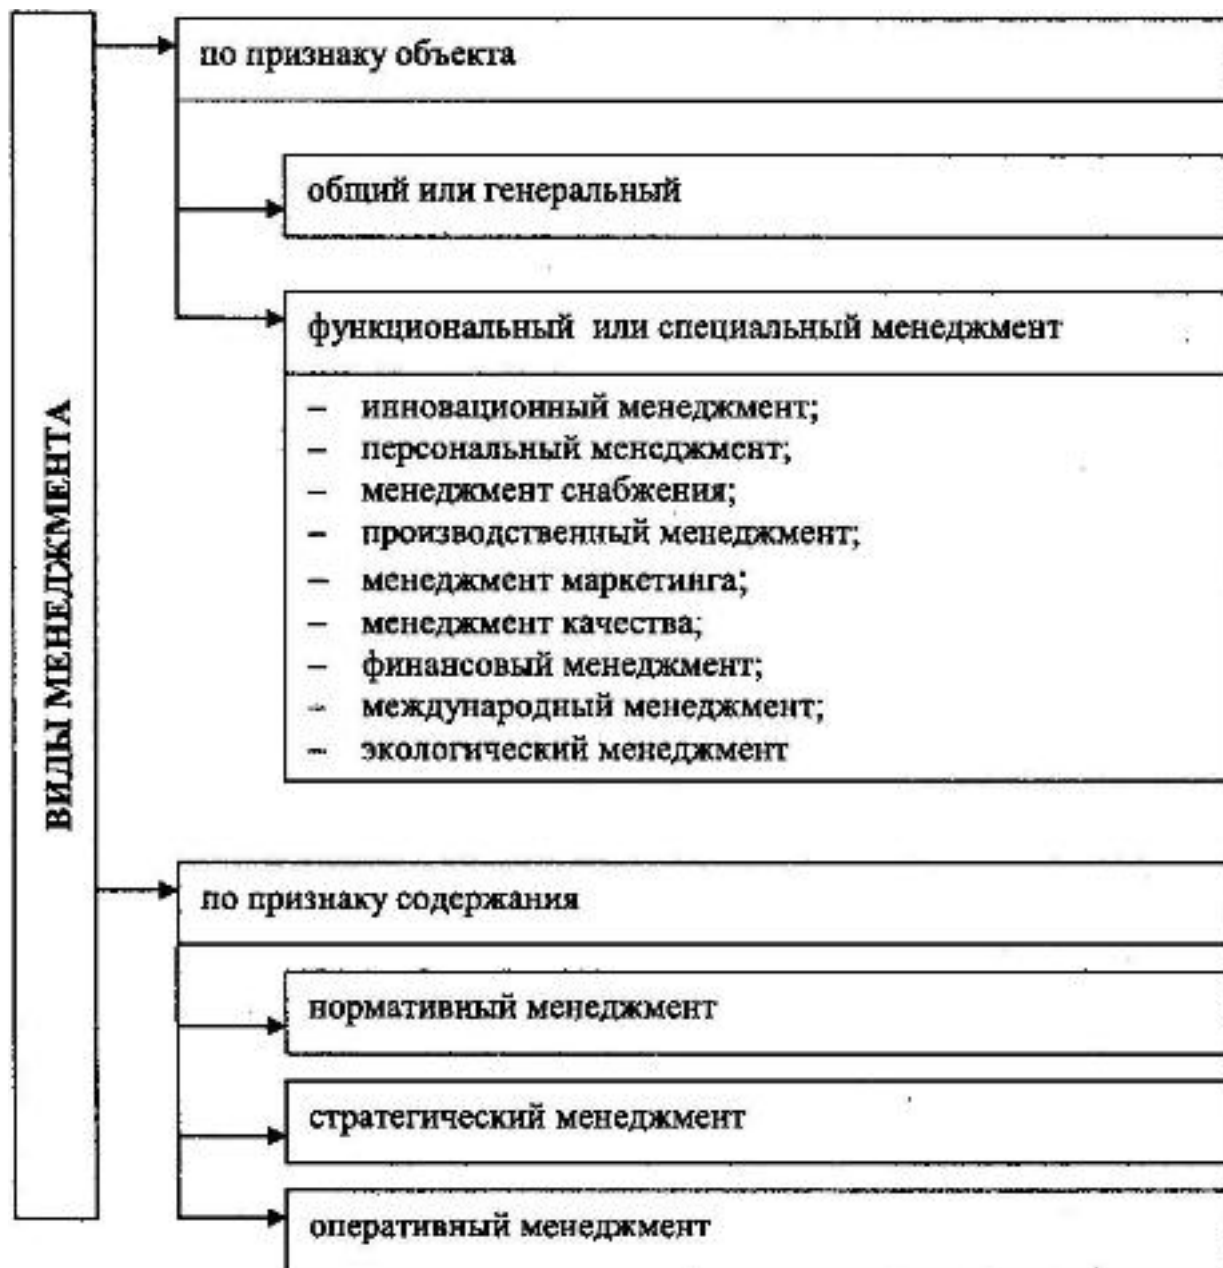 ВИДЫ МЕНЕДЖМЕНТА
по признаку объекта
общий или генеральный
функциональный или специальный менеджмент
– инновационный менеджмент;
– персональный менеджмент;
– менеджмент снабжения;
– производственный менеджмент;
– менеджмент маркетинга;
– менеджмент качества;
– финансовый менеджмент;
– международный менеджмент;
– экологический менеджмент
по признаку содержания
нормативный менеджмент
стратегический менеджмент
оперативный менеджмент